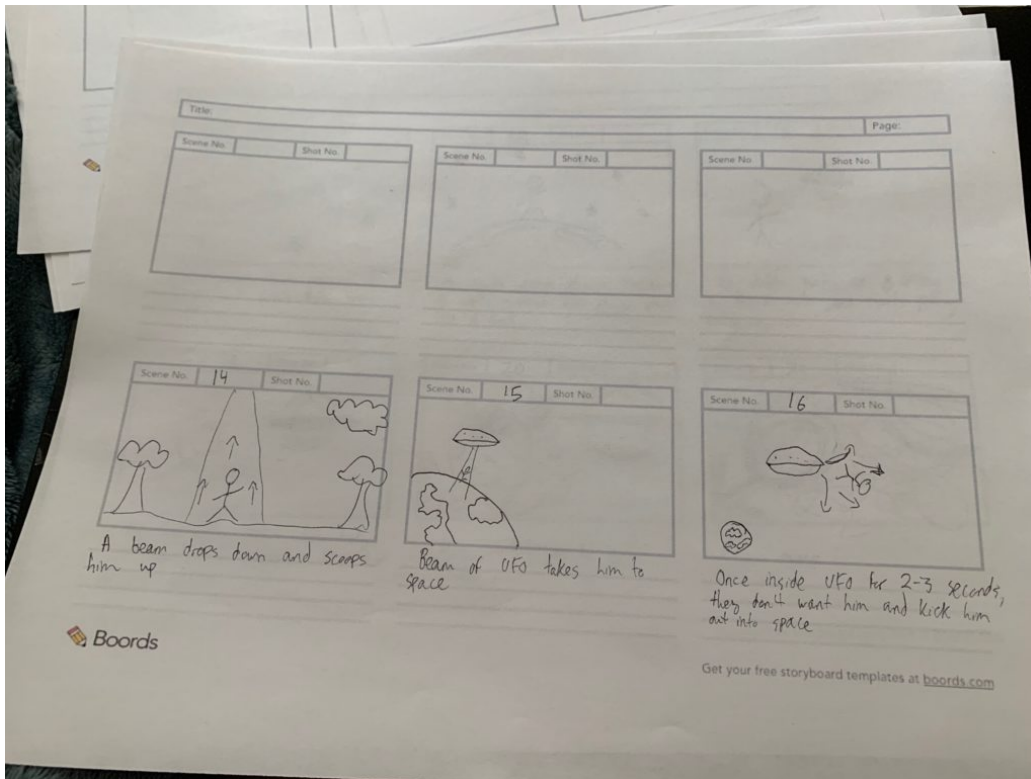 Title:
Page:
Scene No. Shot No.
Scene No. Shot No.
Scene No. Shot No.
Scene No. 14 Shot No.
A beam drops down and scoops
him up
Scene No. 15 Shot No.
Beam of UFO takes him to
space
Scene No. 16 Shot No.
Once inside UFO for 2-3 seconds,
they don't want him and kick him
out into space
Boords
Get your free storyboard templates at boords.com